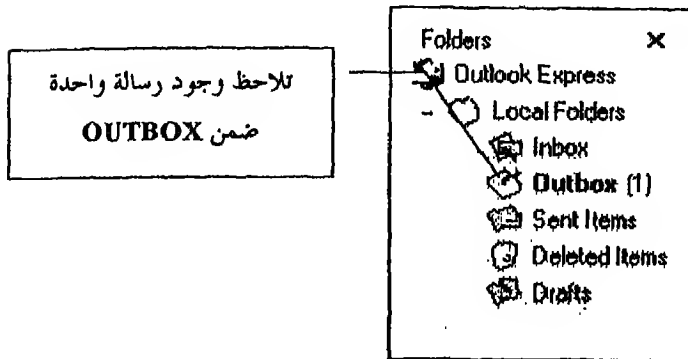 تلاحظ وجود رسالة واحدة
ضمن OUTBOX
Folders ×
Outlook Express
Local Folders
Inbox
Outbox (1)
Sent Items
Deleted Items
Drafts